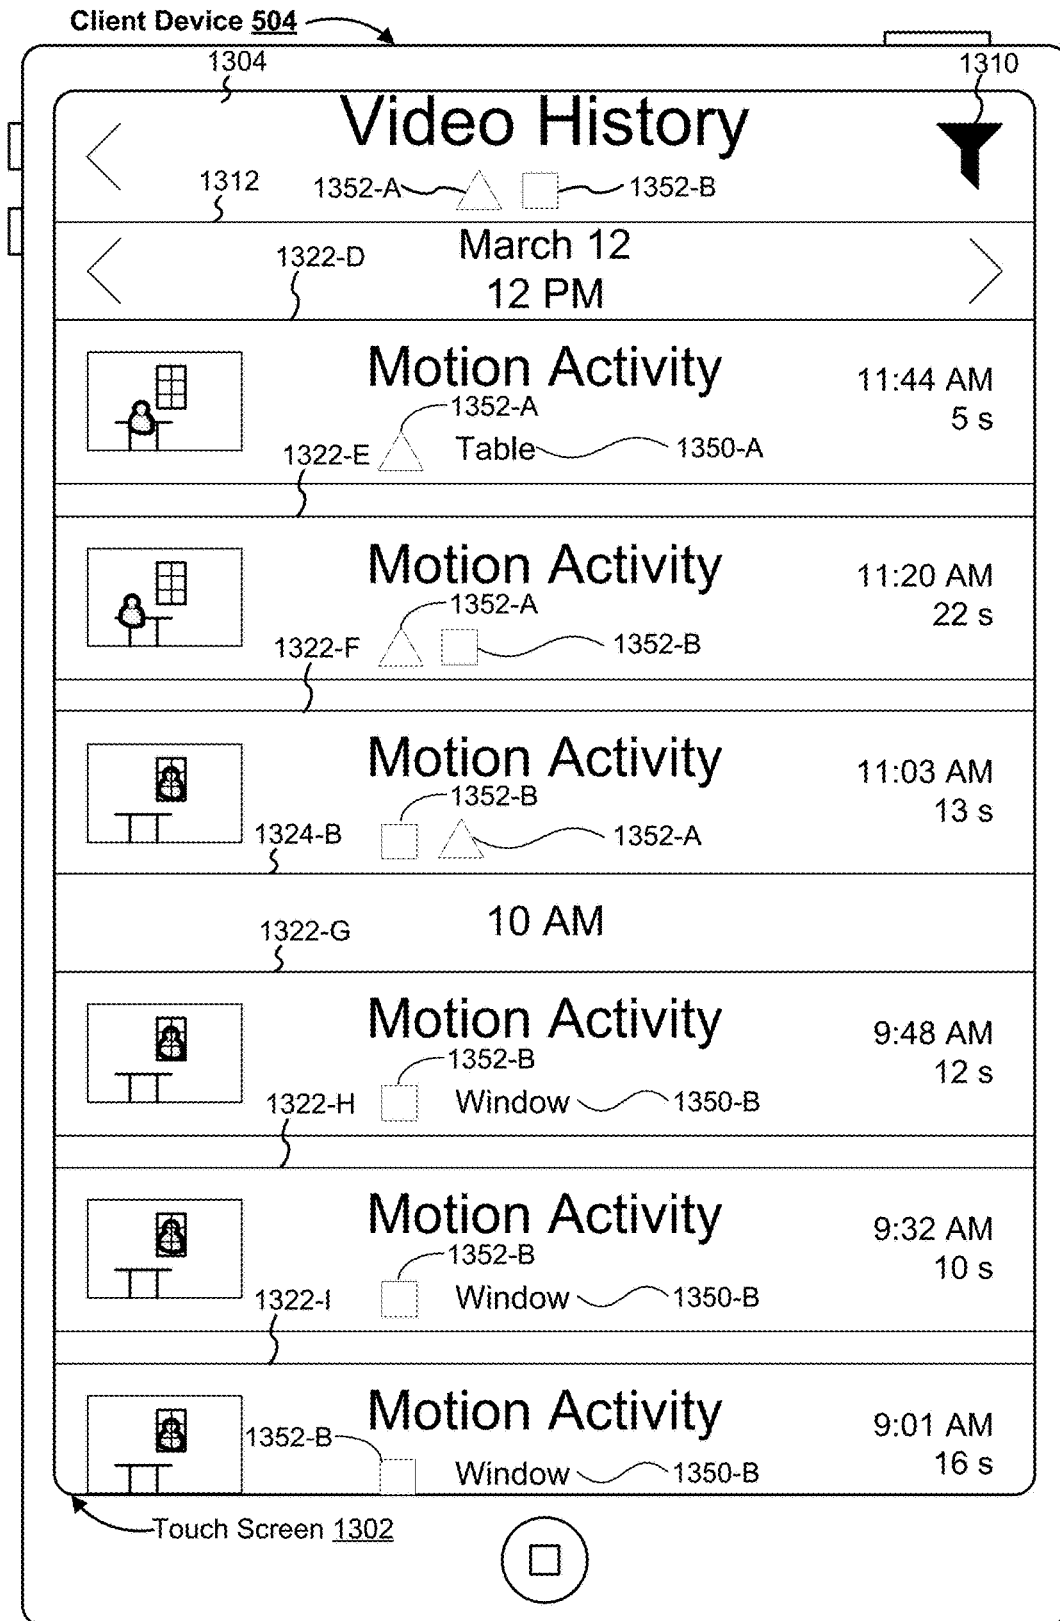 Client Device 504
1304
1310
Video History
1312
1352-A
1352-B
March 12
1322-D
12 PM
Motion Activity
11:44 AM
1352-A
5 s
1322-E
Table
1350-A
Motion Activity
11:20 AM
1352-A
22 s
1322-F
1352-B
Motion Activity
11:03 AM
1352-B
13 s
1324-B
1352-A
10 AM
1322-G
Motion Activity
9:48 AM
1352-B
12 s
1322-H
Window
1350-B
Motion Activity
9:32 AM
1352-B
10 s
1322-I
Window
1350-B
Motion Activity
9:01 AM
1352-B
16 s
Window
1350-B
Touch Screen 1302